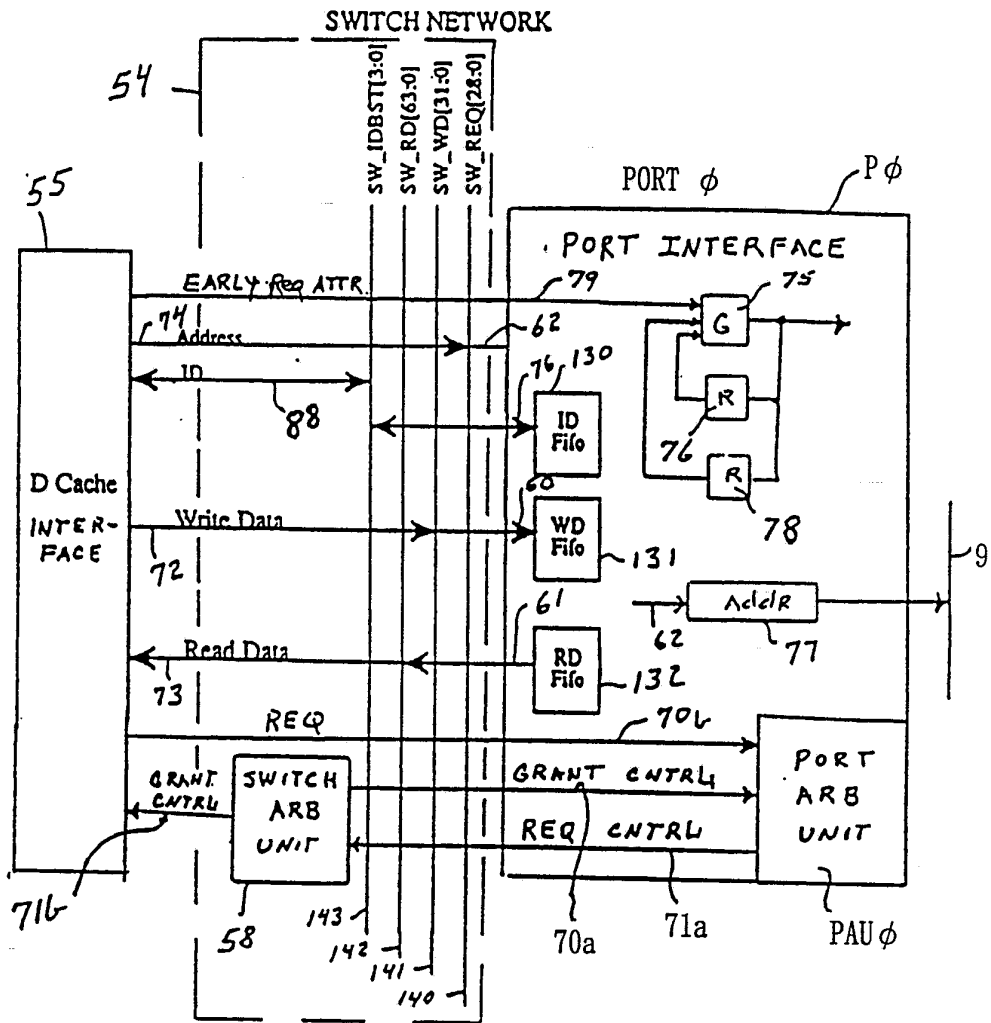 SWITCH NETWORK
54
SW_IDBST[3:0]
SW_RD[63:0]
SW_WD[31:0]
SW_REQ[28:0]
55
PORT φ
Pφ
PORT INTERFACE
EARLY Req ATTR.
79
75
G
74
Address
62
ID
88
76
130
ID
Fifo
R
76
R
78
D Cache
INTER-
FACE
Write Data
72
60
WD
Fifo
131
9
62
AddR
77
Read Data
73
61
RD
Fifo
132
REQ
70b
GRANT
CNTRL
71b
SWITCH
ARB
UNIT
58
GRANT CNTRL
70a
REQ CNTRL
71a
PORT
ARB
UNIT
PAUφ
143
142
141
140